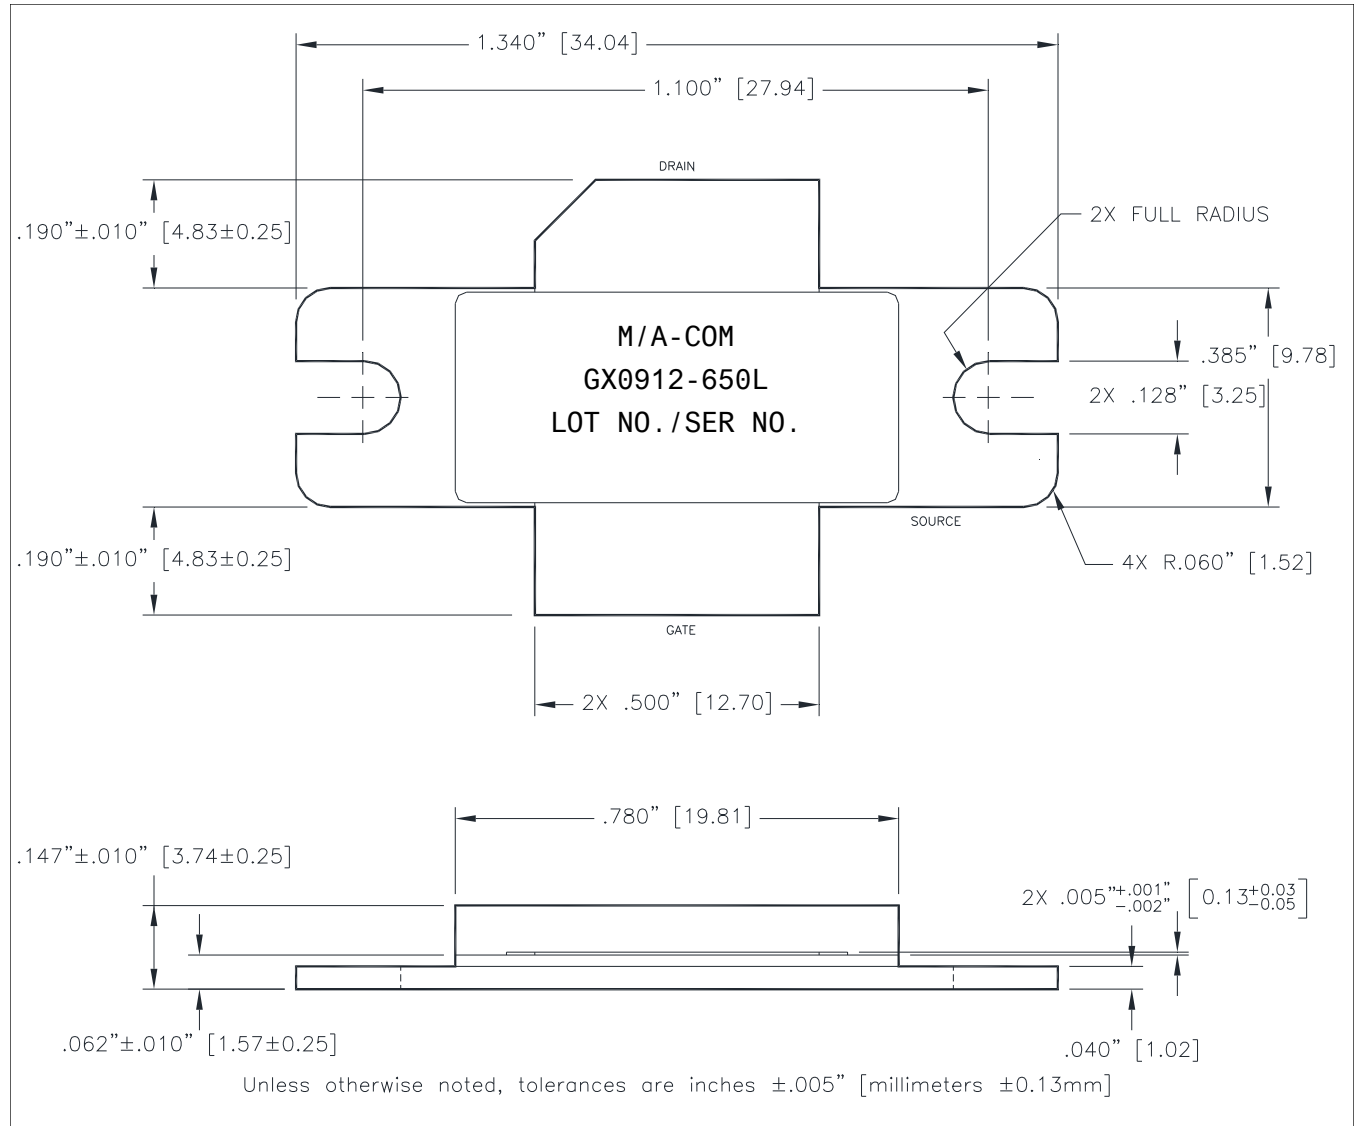 1.340” [34.04]
1.100” [27.94]
DRAIN
.190”±.010” [4.83±0.25]
2X FULL RADIUS
M/A-COM
GX0912-650L
LOT NO./SER NO.
.385” [9.78]
2X .128” [3.25]
SOURCE
.190”±.010” [4.83±0.25]
4X R.060” [1.52]
GATE
2X .500” [12.70]
.780” [19.81]
.147”±.010” [3.74±0.25]
2X .005”+.001” -.002” [0.13+0.03 -0.05]
.062”±.010” [1.57±0.25]
.040” [1.02]
Unless otherwise noted, tolerances are inches ±.005” [millimeters ±0.13mm]